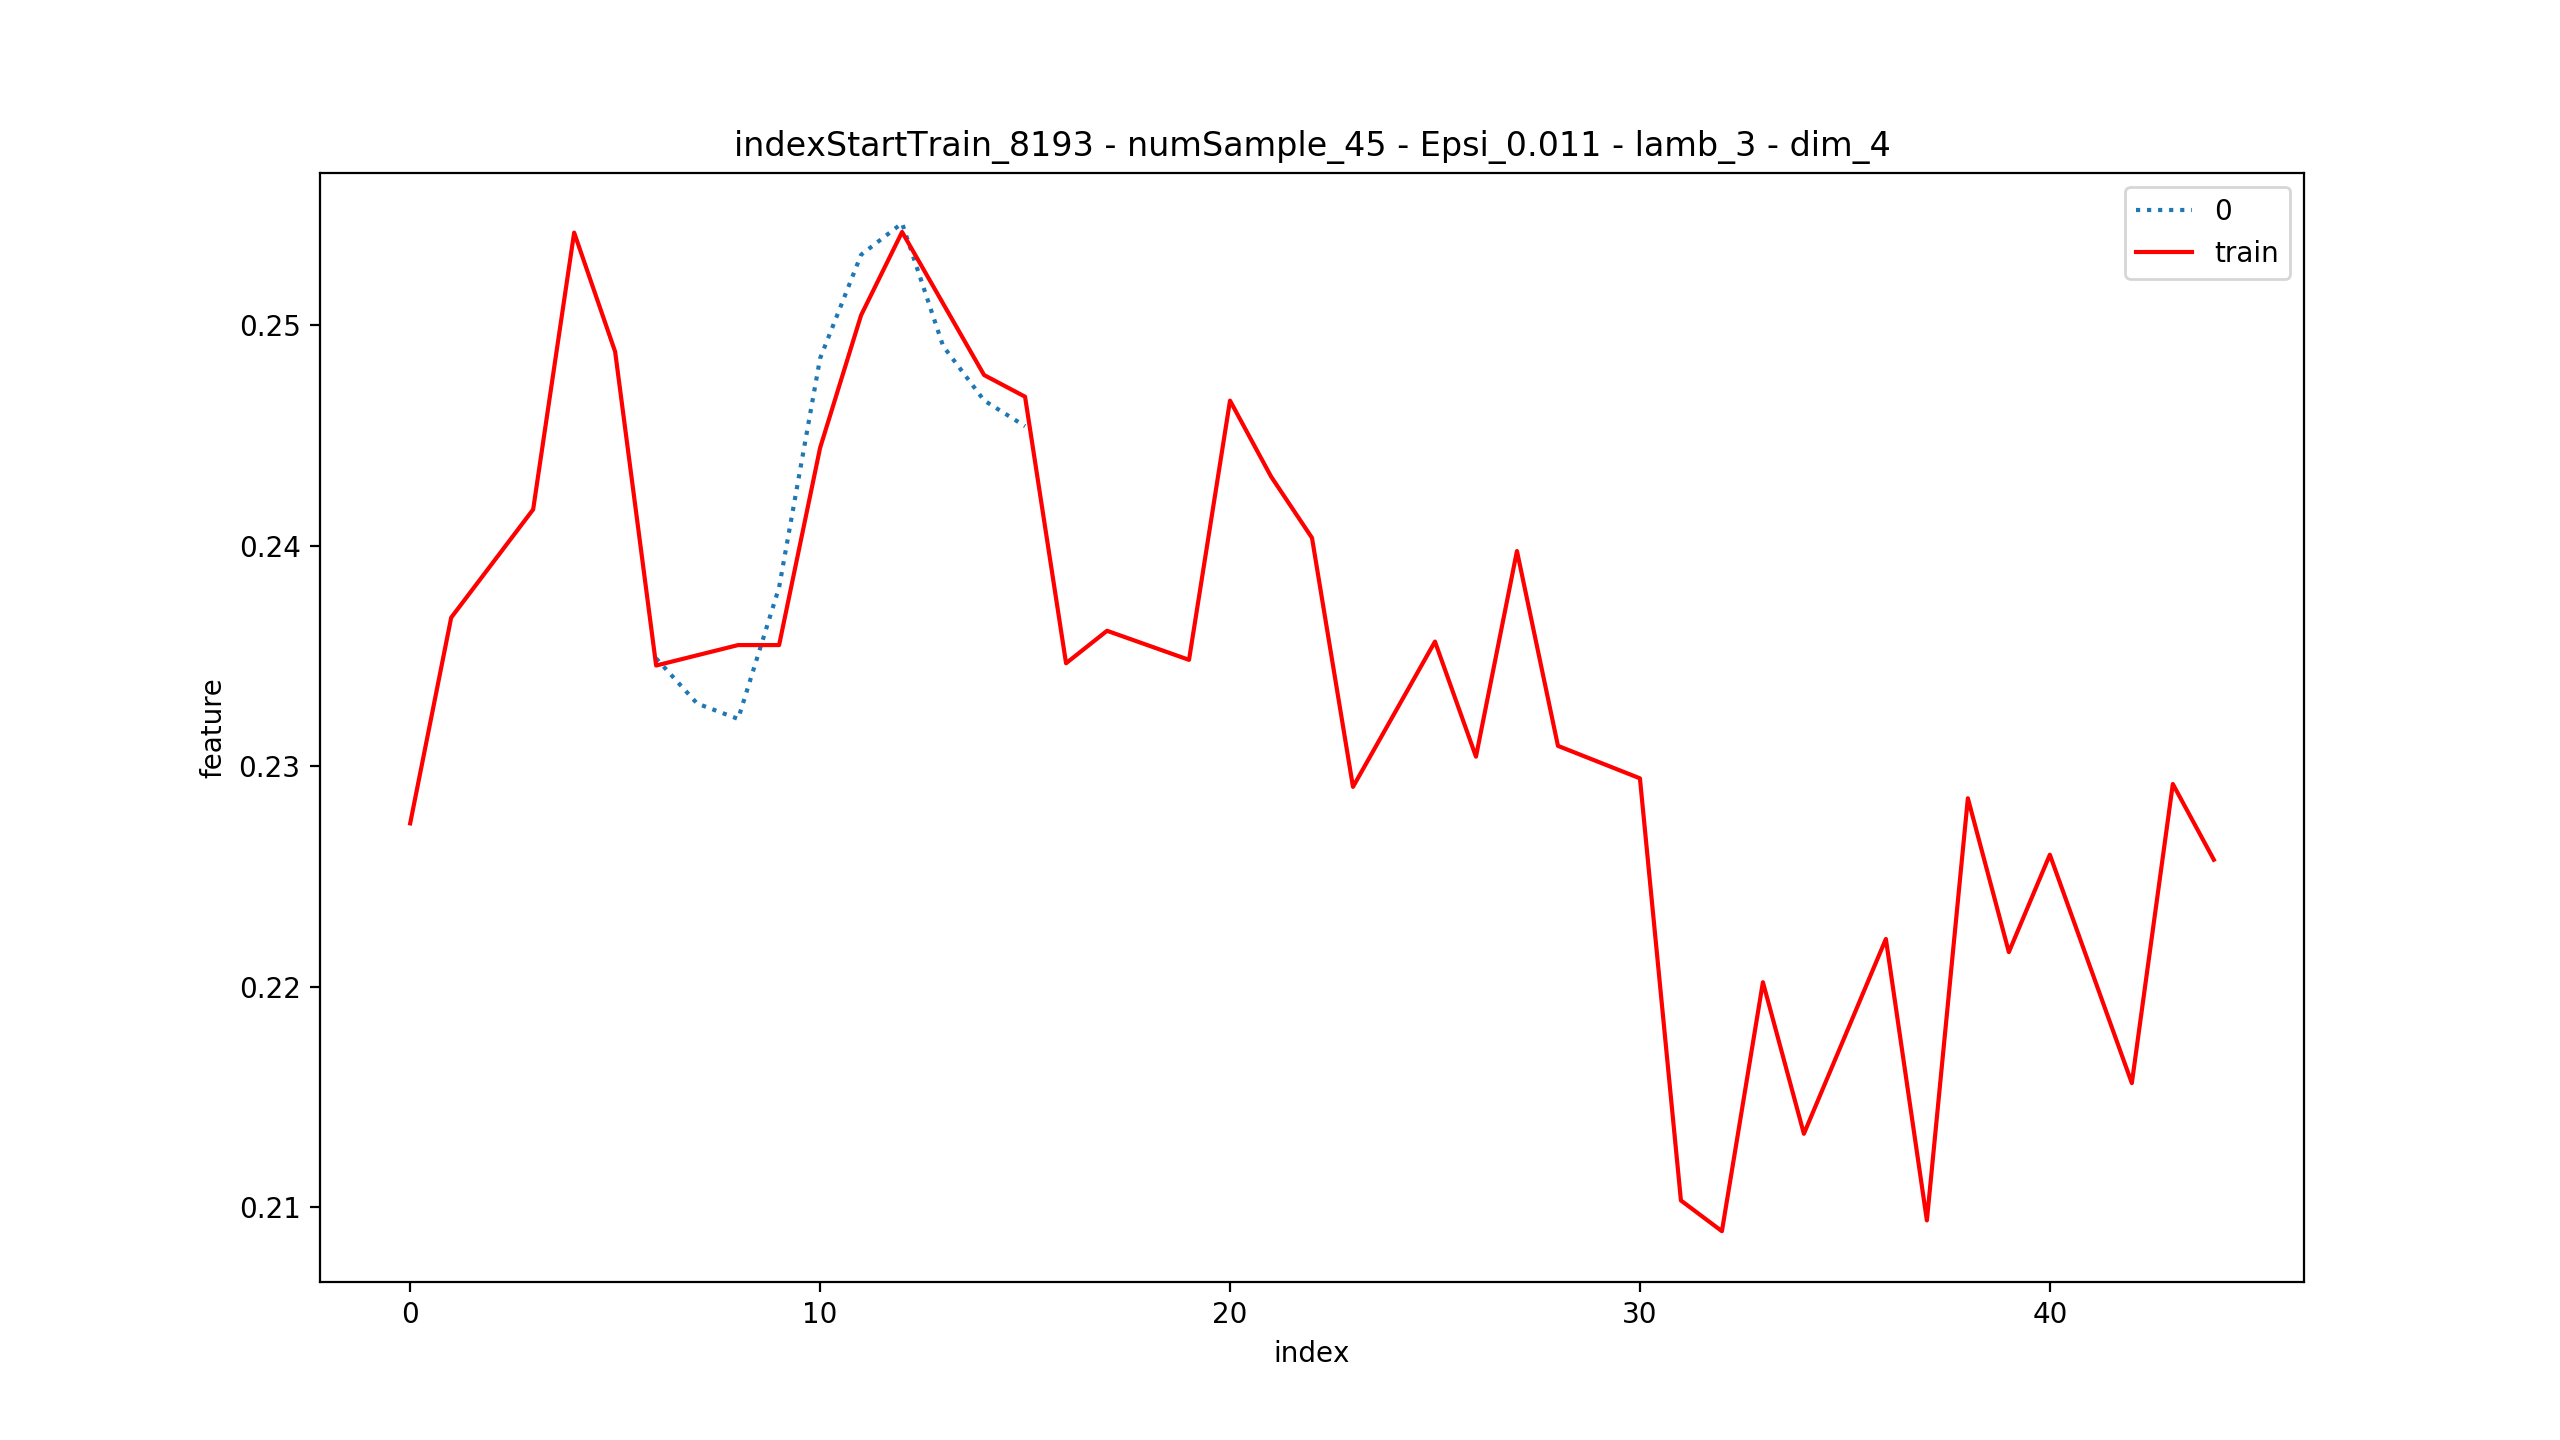 indexStartTrain_8193 - numSample_45 - Epsi_0.011 - lamb_3 - dim_4
0
train
0.25
0.24
0.23
0.22
0.21
feature
0 10 20 30 40
index